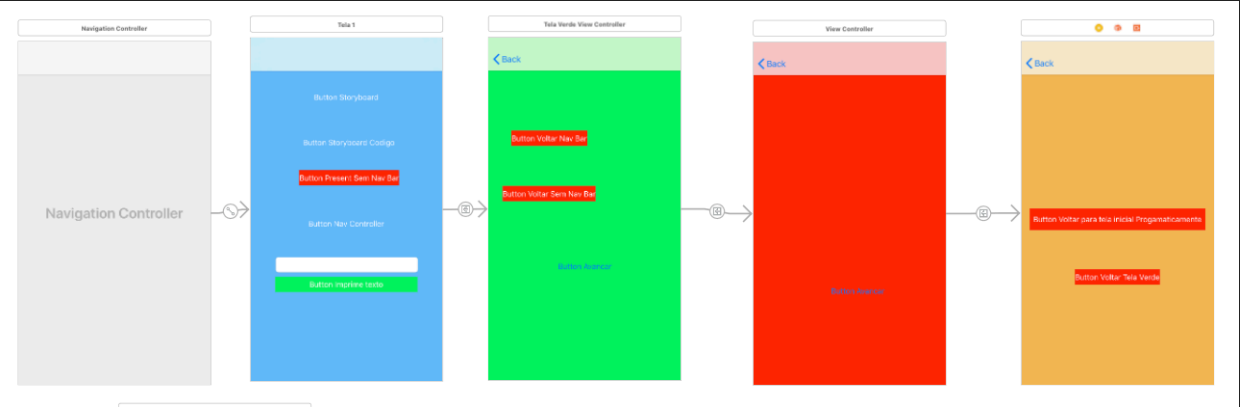 Navigation Controller
Tela 1
Tela Verde View Controller
View Controller
Navigation Controller
Button Storyboard
Button Storyboard Codigo
Button Present Sem Nav Bar
Button Nav Controller
Button Imprime texto
Back
Button Voltar Nav Bar
Button Voltar Sem Nav Bar
Button Avancar
Back
Button
Back
Button Voltar para tela inicial Progamaticamente
Button Voltar Tela Verde